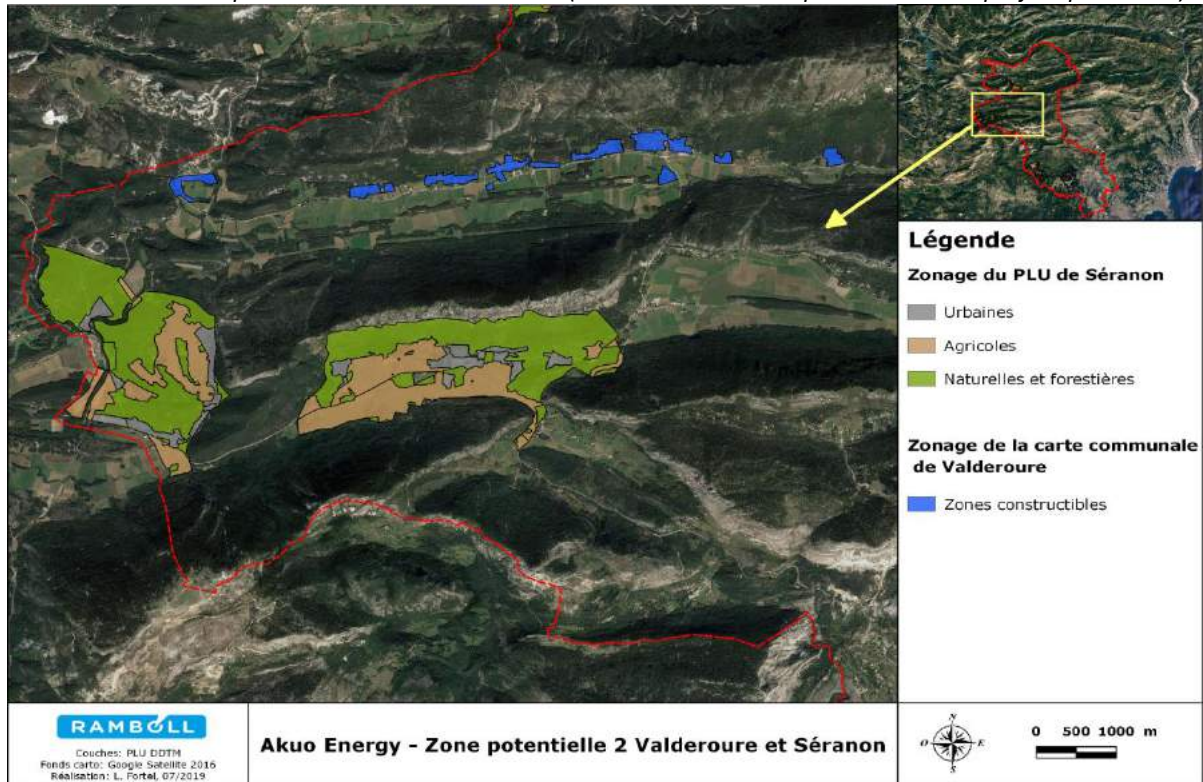 Légende
Zonage du PLU de Séranon
Urbaines
Agricoles
Naturelles et forestières
Zonage de la carte communale
de Valderoure
Zones constructibles
RAMBOLL
Couches: PLU DDTM
Fonds carto: Google Satellite 2016
Réalisation: L. Fortel, 07/2019
Akuo Energy - Zone potentielle 2 Valderoure et Séranon
N
O
E
S
0 500 1000 m